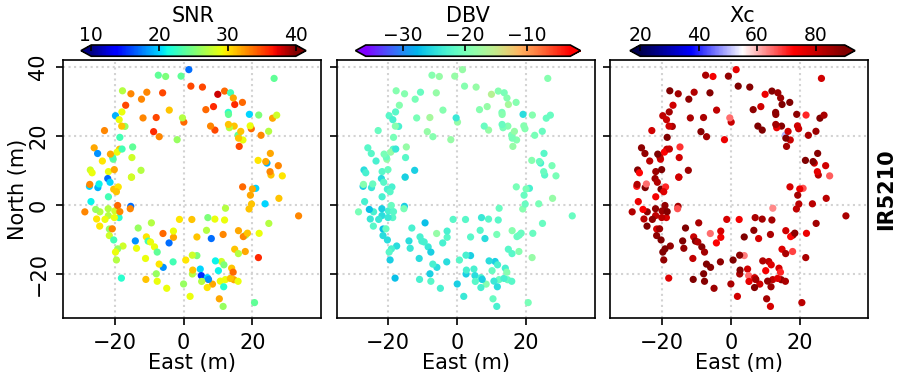 SNR DBV Xc
10 20 30 40 −30 −20 −10 20 40 60 80
40
20
0
−20
North (m)
IR5210
−20 0 20 −20 0 20 −20 0 20
East (m) East (m) East (m)